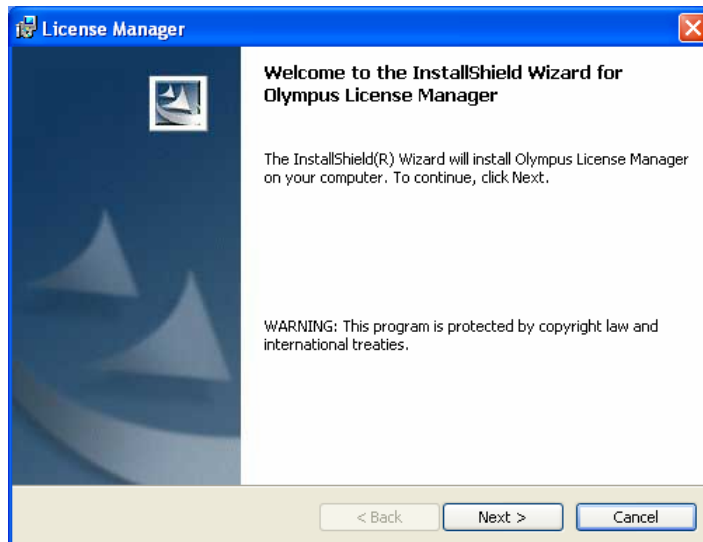 License Manager
Welcome to the InstallShield Wizard for
Olympus License Manager
The InstallShield(R) Wizard will install Olympus License Manager
on your computer. To continue, click Next.
WARNING: This program is protected by copyright law and
international treaties.
< Back
Next >
Cancel